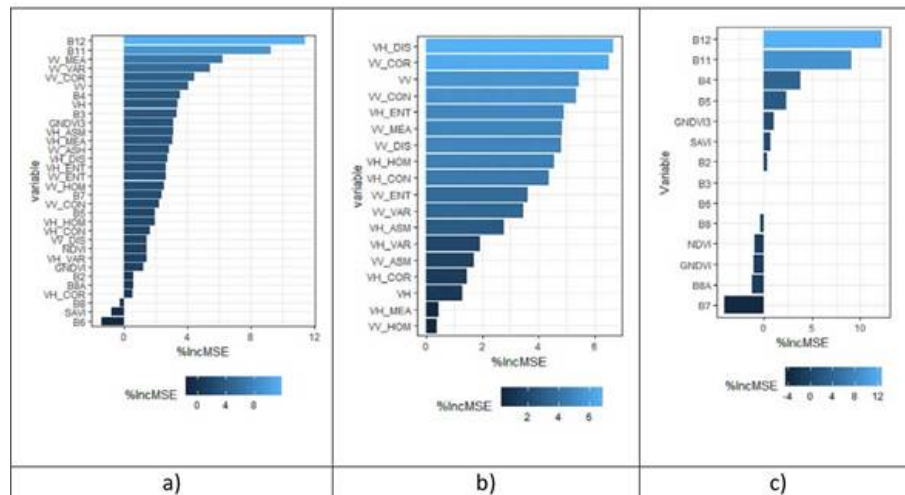 B12
B11
VV_MEA
VV_VAR
VV_COR
VV
B4
VH
B3
GNDVI3
VH_ASM
VH_MEA
VV_ASH
VH_DIS
VH_ENT
VV_ENT
VV_HOM
B7
VV_CON
B5
VH_HOM
VH_CON
VV_DIS
NDVI
VH_VAR
GNDVI
B2
B8A
VH_COR
B8
SAVI
B6
variable
0 4 8 12
%IncMSE
%IncMSE
0 4 8
VH_DIS
VV_COR
VV
VV_CON
VH_ENT
VV_MEA
VV_DIS
VH_HOM
VH_CON
VV_ENT
VV_VAR
VH_ASM
VH_VAR
VV_ASM
VH_COR
VH
VH_MEA
VV_HOM
variable
0 2 4 6
%IncMSE
%IncMSE
2 4 6
B12
B11
B4
B5
GNDVI3
SAVI
B2
B3
B6
NDVI
GNDVI
B8A
B7
Variable
0 5 10
%IncMSE
%IncMSE
-4 0 4 8 12
a)
b)
c)